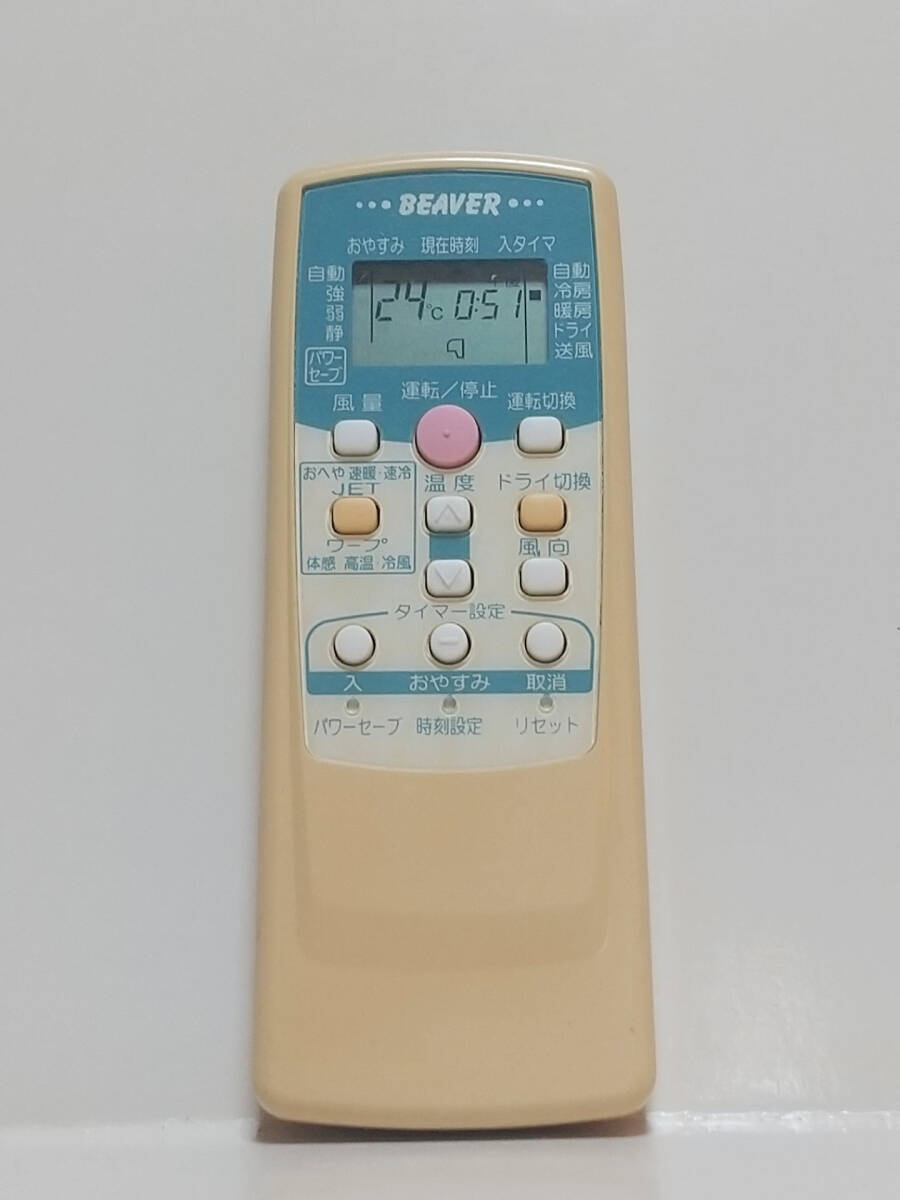 BEAVER
おやすみ 現在時刻 入タイマ
自動
強
弱
静
パワー
セーブ
午後
24℃ 0:51
自動
冷房
暖房
ドライ
送風
風量
運転/停止
運転切換
おへや 速暖・速冷
JET
ワープ
体感 高温・冷風
温度
ドライ切換
風向
タイマー設定
入
おやすみ
取消
パワーセーブ
時刻設定
リセット